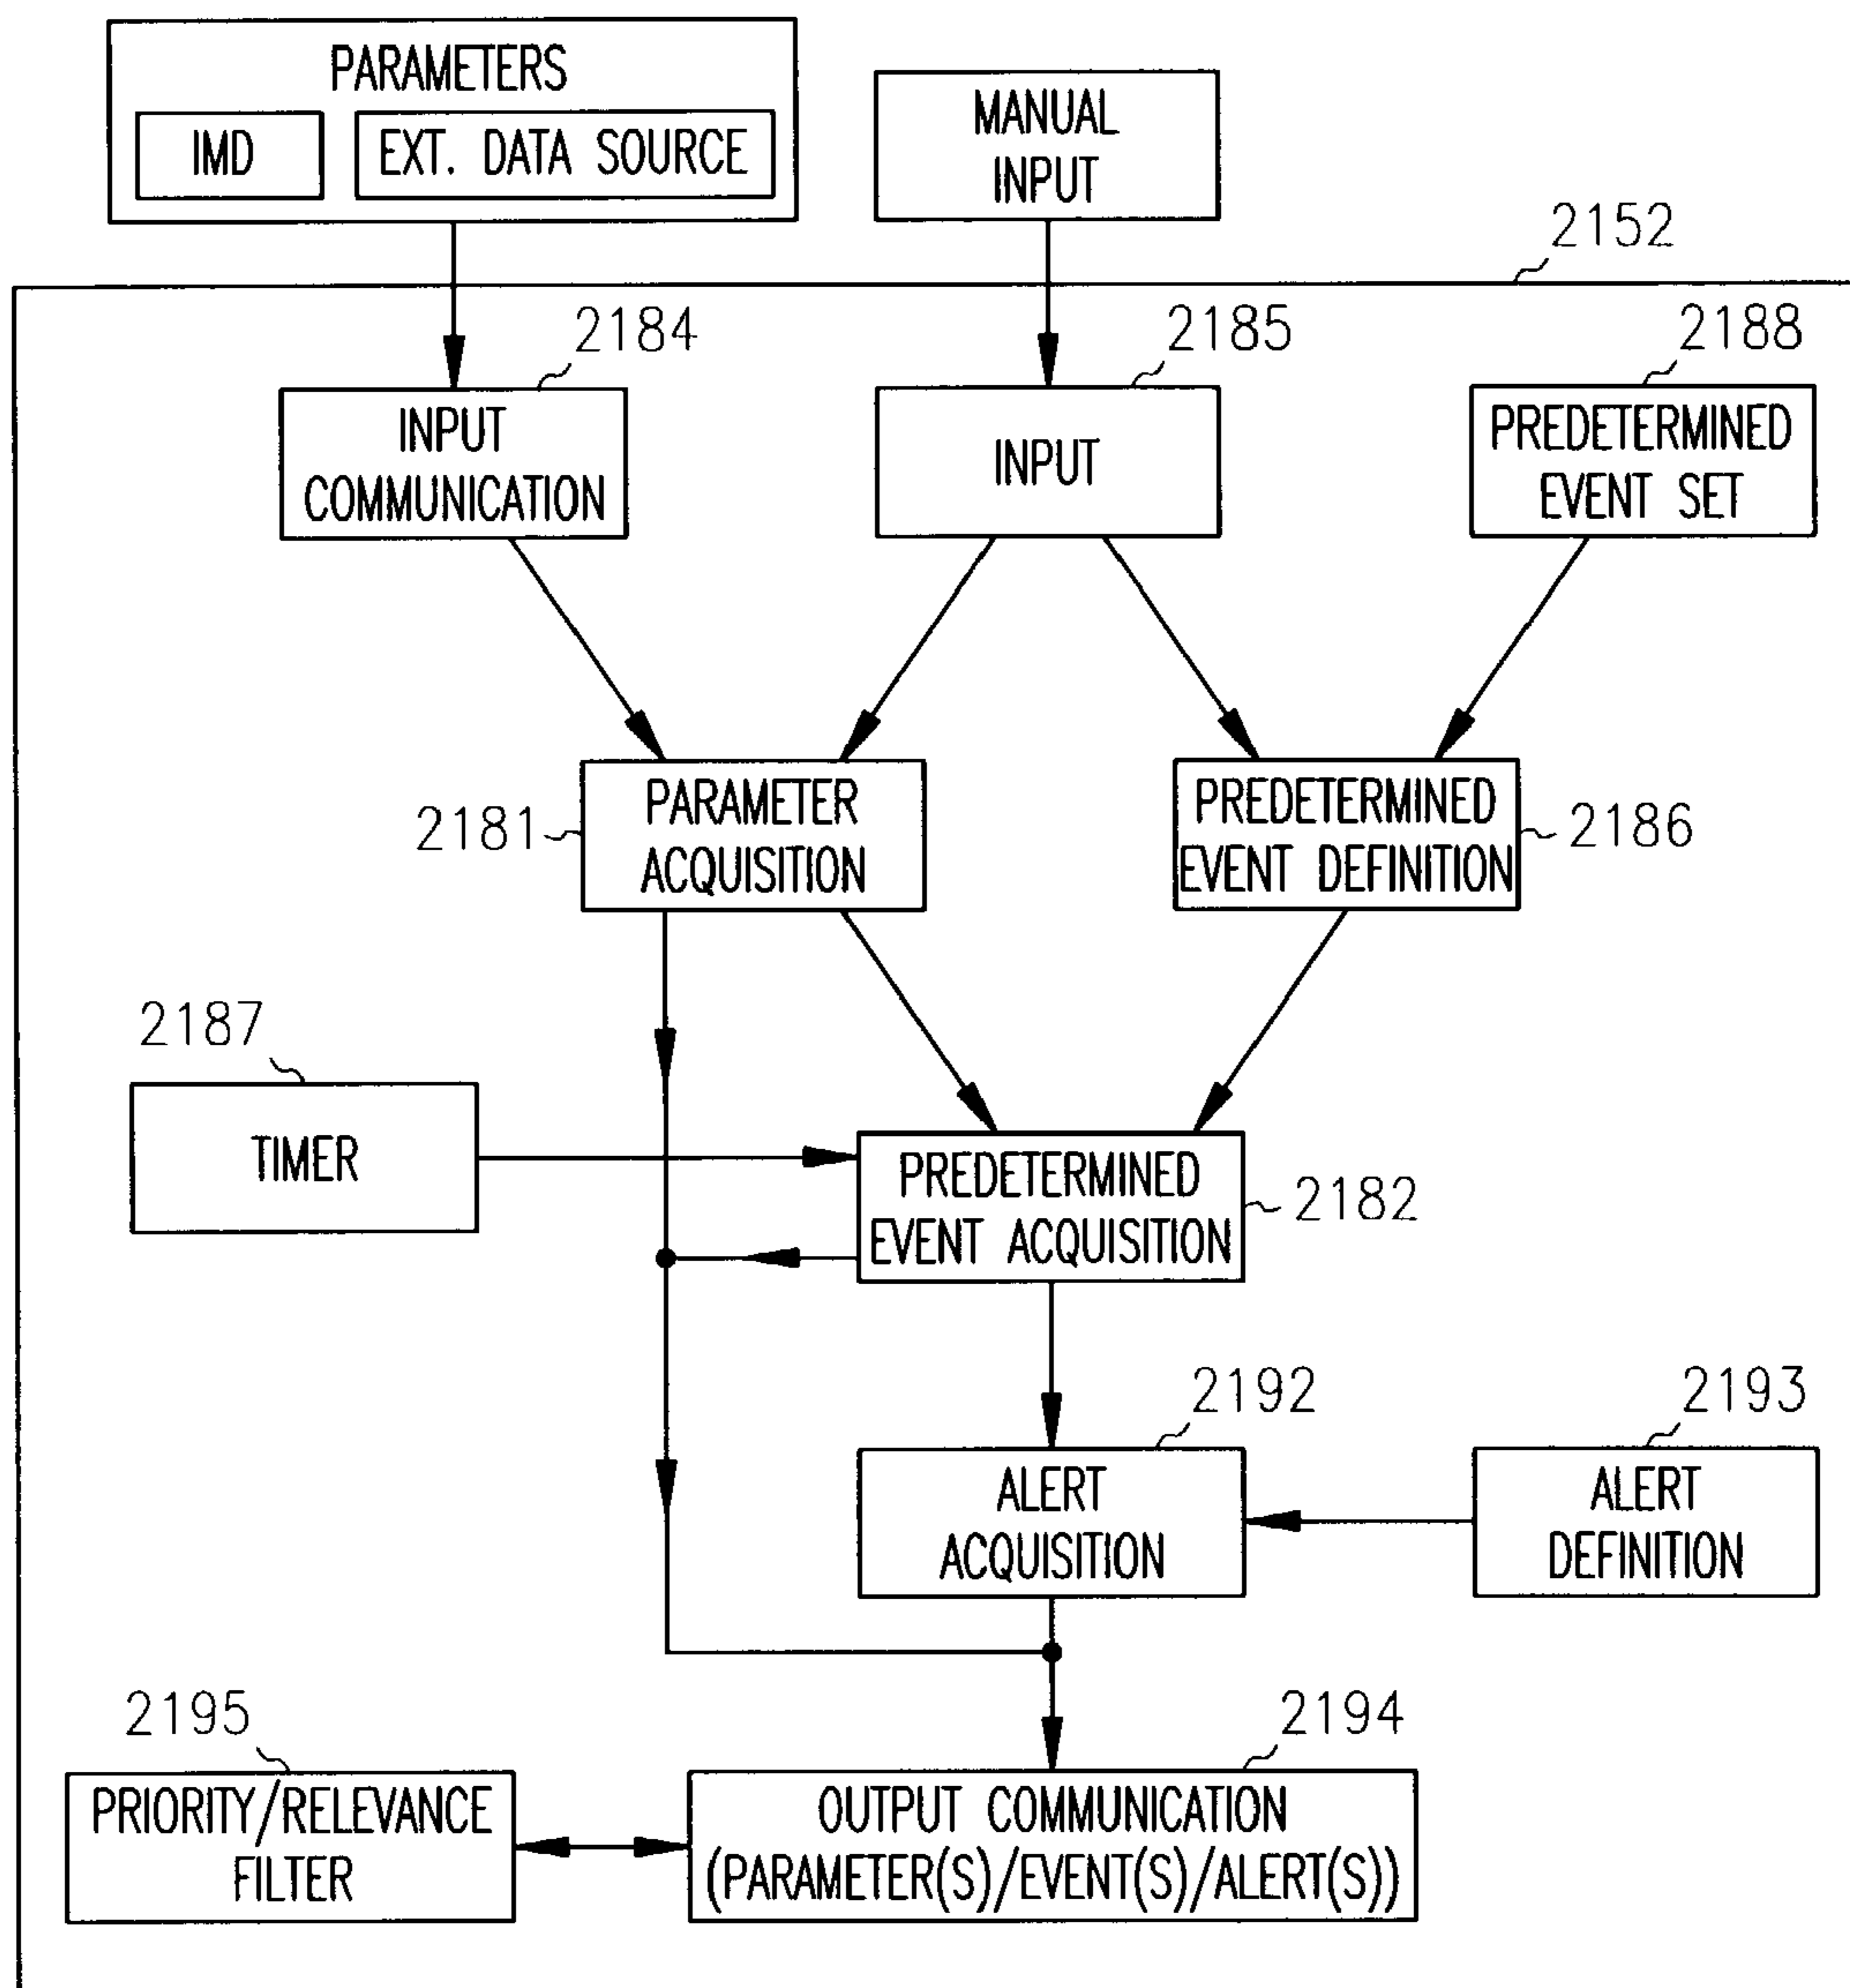 PARAMETERS
IMD
EXT. DATA SOURCE
MANUAL
INPUT
2152
2184
2185
2188
INPUT
COMMUNICATION
INPUT
PREDETERMINED
EVENT SET
2181
PARAMETER
ACQUISITION
PREDETERMINED
EVENT DEFINITION
2186
2187
TIMER
PREDETERMINED
EVENT ACQUISITION
2182
2192
2193
ALERT
ACQUISITION
ALERT
DEFINITION
2195
2194
PRIORITY/RELEVANCE
FILTER
OUTPUT COMMUNICATION
(PARAMETER(S)/EVENT(S)/ALERT(S))